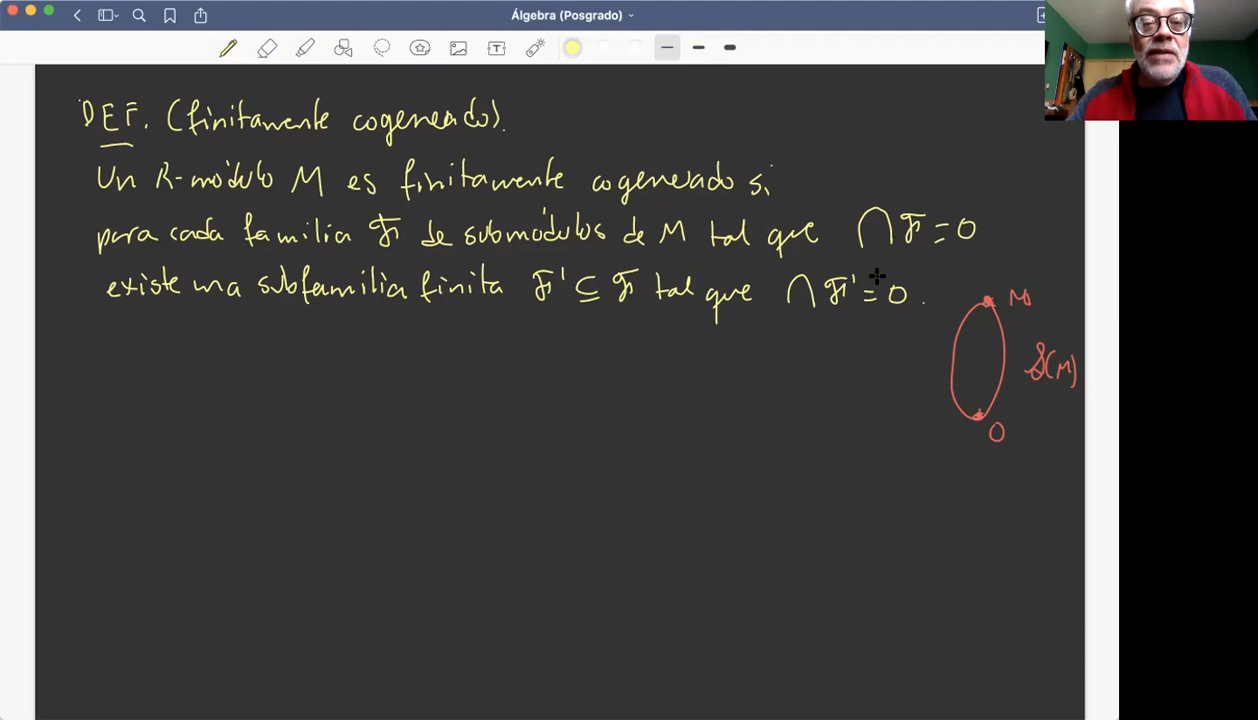 Álgebra (Posgrado)
DEF. (finitamente cogeneado).
Un R-módulo M es finitamente cogenerado si
para cada familia 𝓕 de submódulos de M tal que ∩𝓕 = 0
existe una subfamilia finita 𝓕' ⊆ 𝓕 tal que ∩𝓕' = 0.
M
𝒮(M)
0